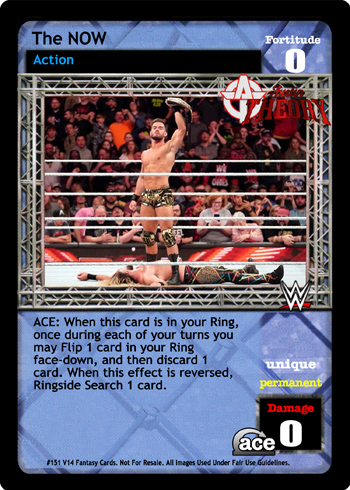 The NOW
Fortitude
0
Action
A
Austin
THEORY
W
ACE: When this card is in your Ring,
once during each of your turns you
may Flip 1 card in your Ring
face-down, and then discard 1
card. When this effect is reversed,
Ringside Search 1 card.
unique
permanent
Damage
ace
0
#151 V14 Fantasy Cards. Not For Resale. All Images Used Under Fair Use Guidelines.